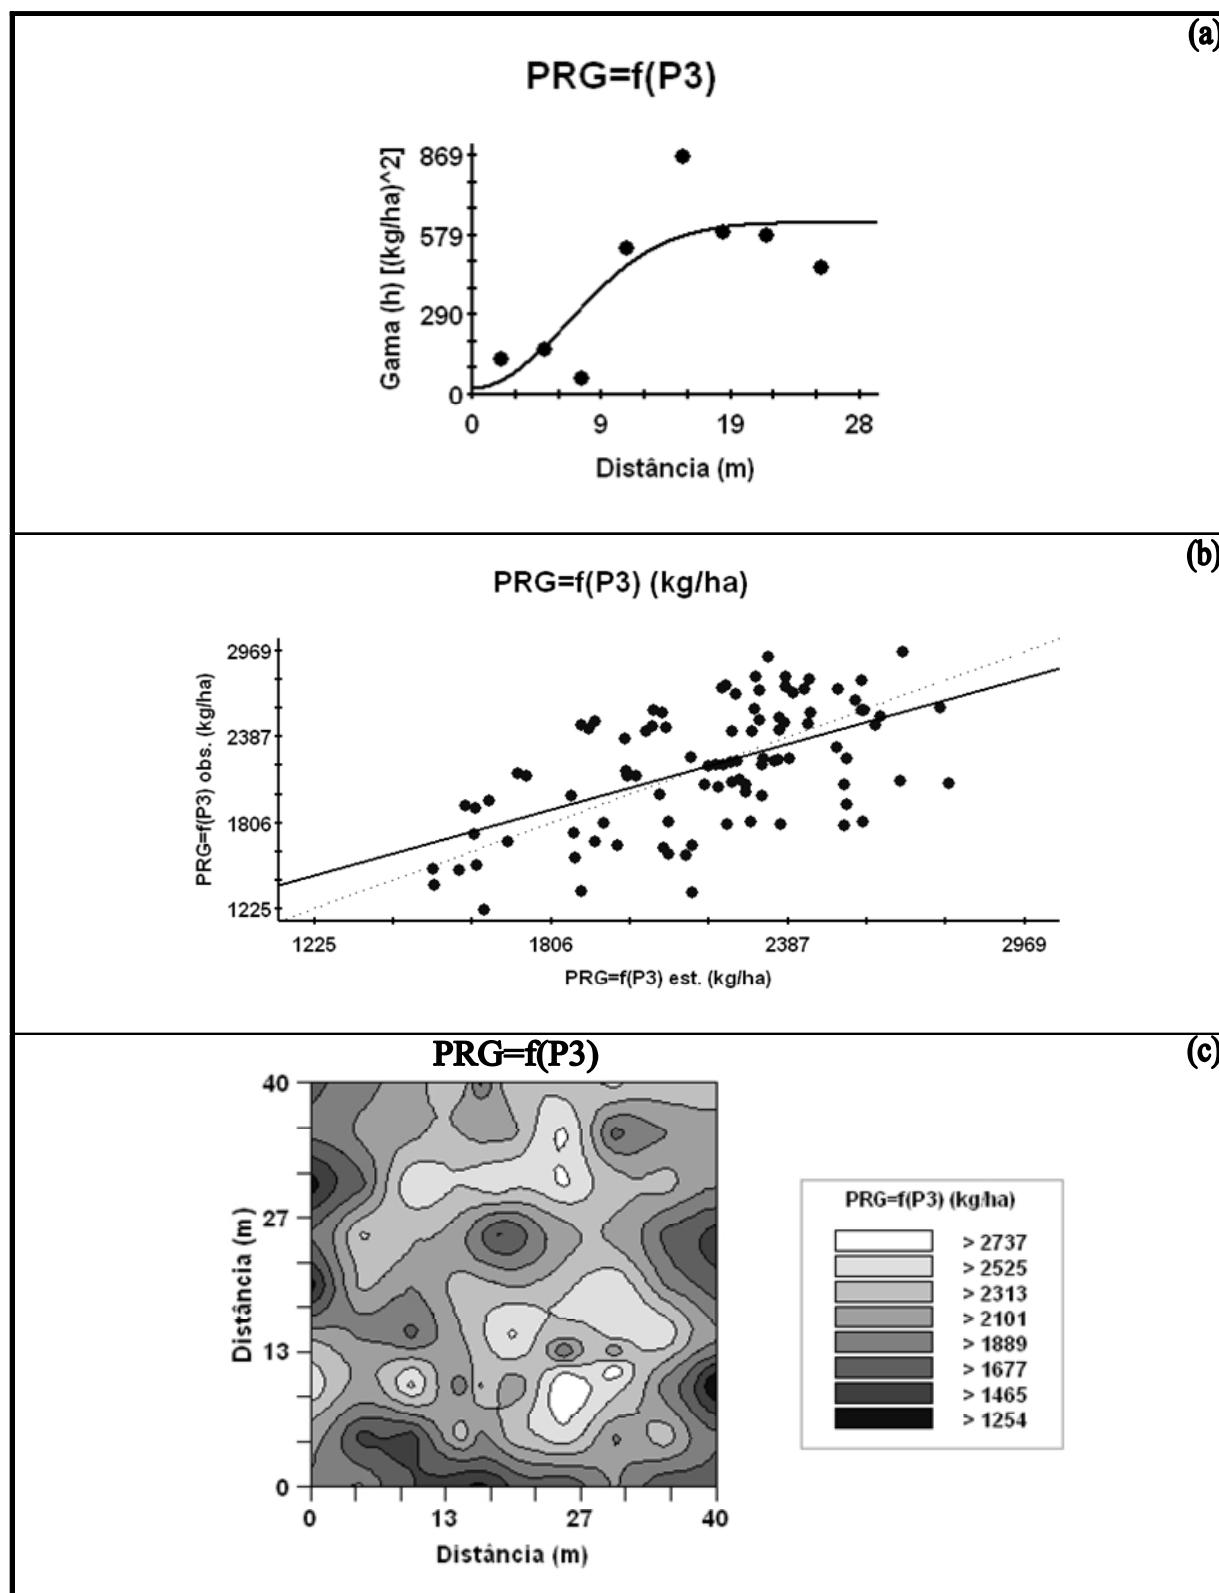 (a)
PRG=f(P3)
Gama (h) [(kg/ha)^2]
869
579
290
0
0 9 19 28
Distância (m)
(b)
PRG=f(P3) (kg/ha)
PRG=f(P3) obs. (kg/ha)
2969
2387
1806
1225
1225 1806 2387 2969
PRG=f(P3) est. (kg/ha)
(c)
PRG=f(P3)
Distância (m)
40
27
13
0
0 13 27 40
Distância (m)
PRG=f(P3) (kg/ha)
> 2737
> 2525
> 2313
> 2101
> 1889
> 1677
> 1465
> 1254